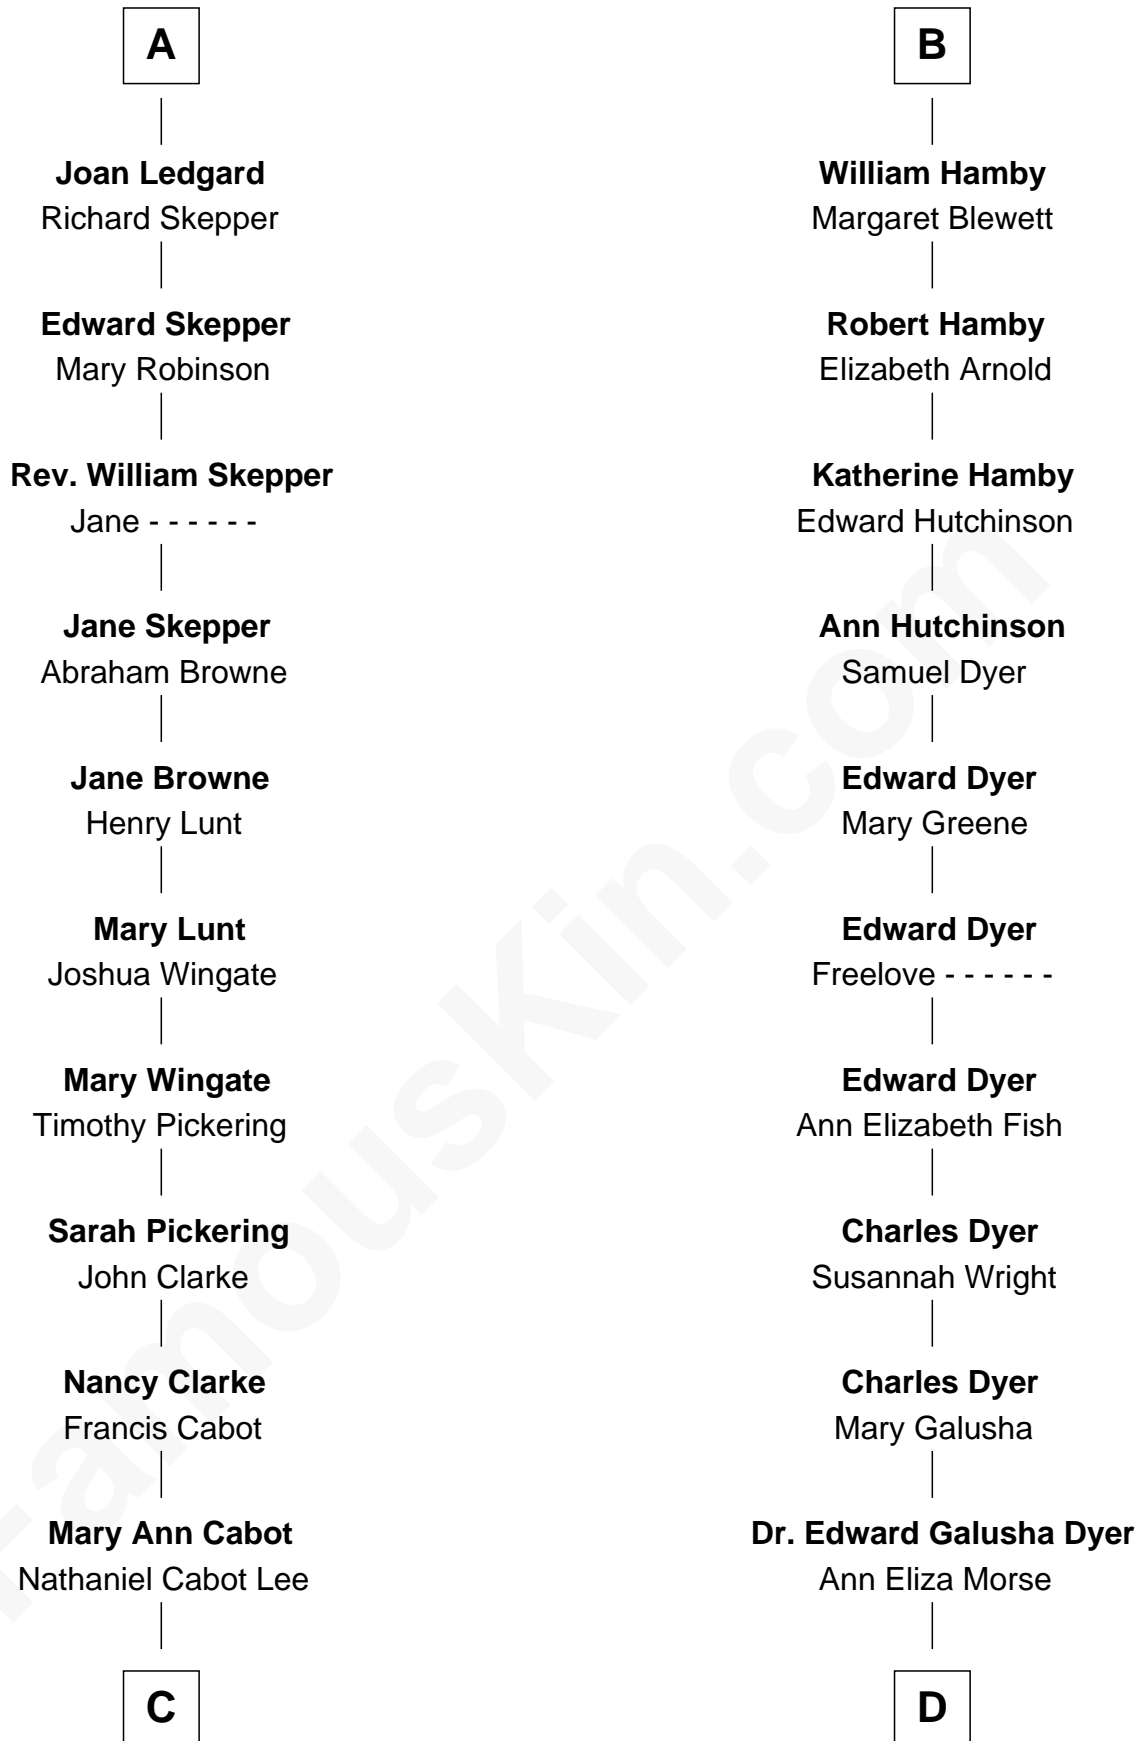 A
Joan Ledgard
Richard Skepper
Edward Skepper
Mary Robinson
Rev. William Skepper
Jane - - - - - -
Jane Skepper
Abraham Browne
Jane Browne
Henry Lunt
Mary Lunt
Joshua Wingate
Mary Wingate
Timothy Pickering
Sarah Pickering
John Clarke
Nancy Clarke
Francis Cabot
Mary Ann Cabot
Nathaniel Cabot Lee
C
B
William Hamby
Margaret Blewett
Robert Hamby
Elizabeth Arnold
Katherine Hamby
Edward Hutchinson
Ann Hutchinson
Samuel Dyer
Edward Dyer
Mary Greene
Edward Dyer
Freelove - - - - - -
Edward Dyer
Ann Elizabeth Fish
Charles Dyer
Susannah Wright
Charles Dyer
Mary Galusha
Dr. Edward Galusha Dyer
Ann Eliza Morse
D
FamousKin.com